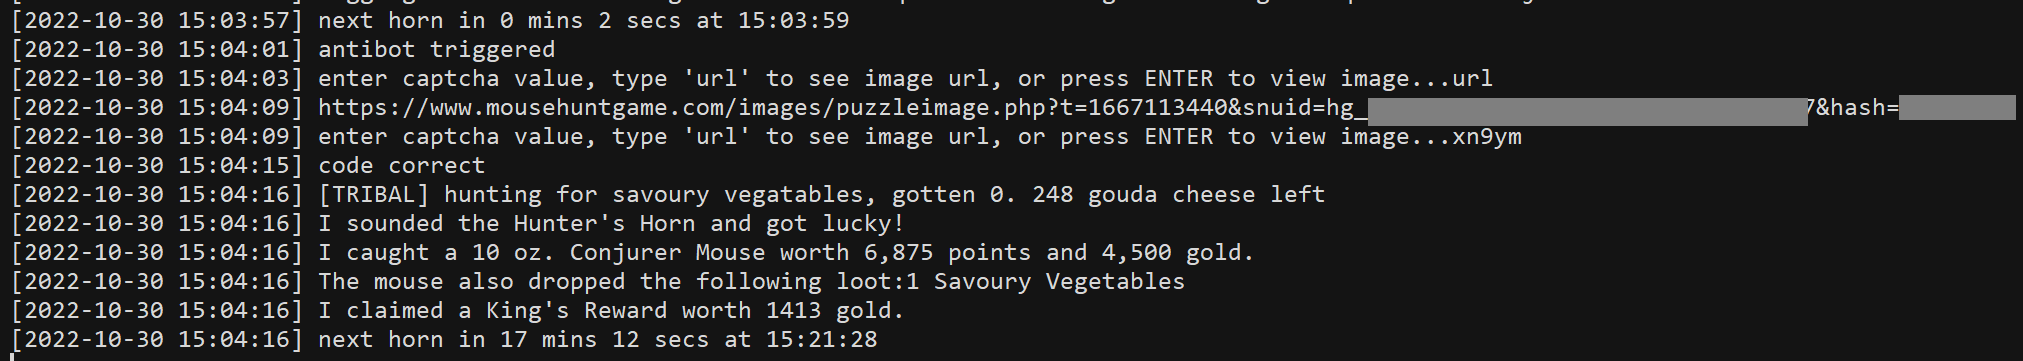 [2022-10-30 15:03:57] next horn in 0 mins 2 secs at 15:03:59
[2022-10-30 15:04:01] antibot triggered
[2022-10-30 15:04:03] enter captcha value, type 'url' to see image url, or press ENTER to view image...url
[2022-10-30 15:04:09] https://www.mousehuntgame.com/images/puzzleimage.php?t=1667113440&snuid=hg_ 7&hash=
[2022-10-30 15:04:09] enter captcha value, type 'url' to see image url, or press ENTER to view image...xn9ym
[2022-10-30 15:04:15] code correct
[2022-10-30 15:04:16] [TRIBAL] hunting for savoury vegatables, gotten 0. 248 gouda cheese left
[2022-10-30 15:04:16] I sounded the Hunter's Horn and got lucky!
[2022-10-30 15:04:16] I caught a 10 oz. Conjurer Mouse worth 6,875 points and 4,500 gold.
[2022-10-30 15:04:16] The mouse also dropped the following loot:1 Savoury Vegetables
[2022-10-30 15:04:16] I claimed a King's Reward worth 1413 gold.
[2022-10-30 15:04:16] next horn in 17 mins 12 secs at 15:21:28